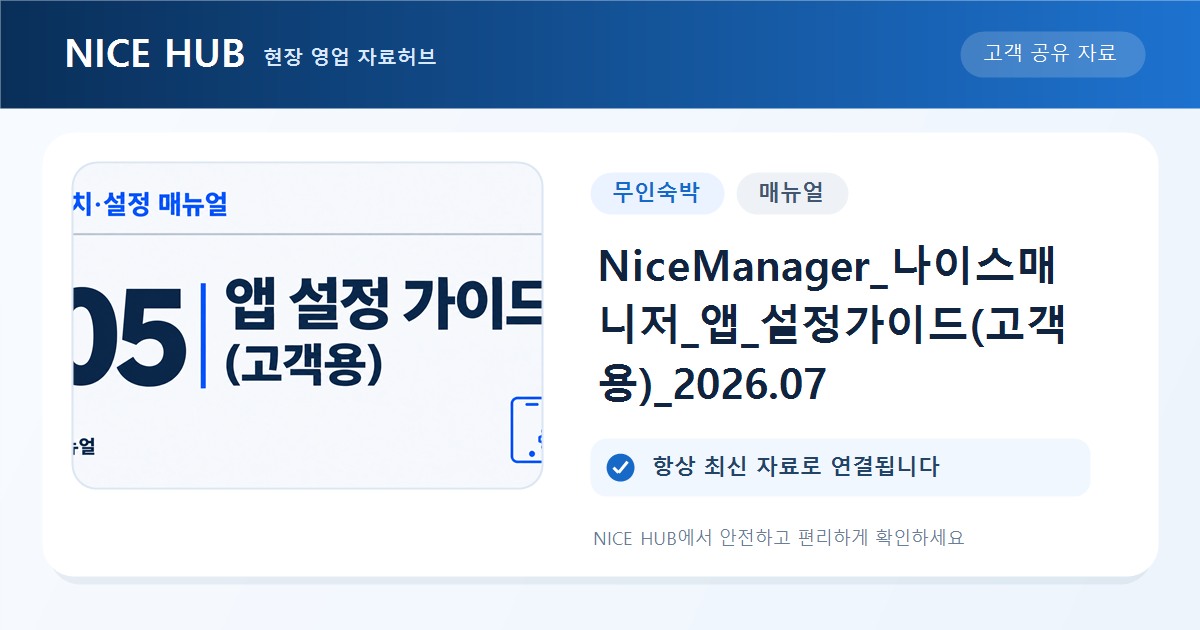 NICE HUB 현장 영업 자료허브
고객 공유 자료
치·설정 매뉴얼
05
앱 설정 가이드
(고객용)
뉴얼
무인숙박
매뉴얼
NiceManager_나이스매
니저_앱_설정가이드(고객
용)_2026.07
항상 최신 자료로 연결됩니다
NICE HUB에서 안전하고 편리하게 확인하세요